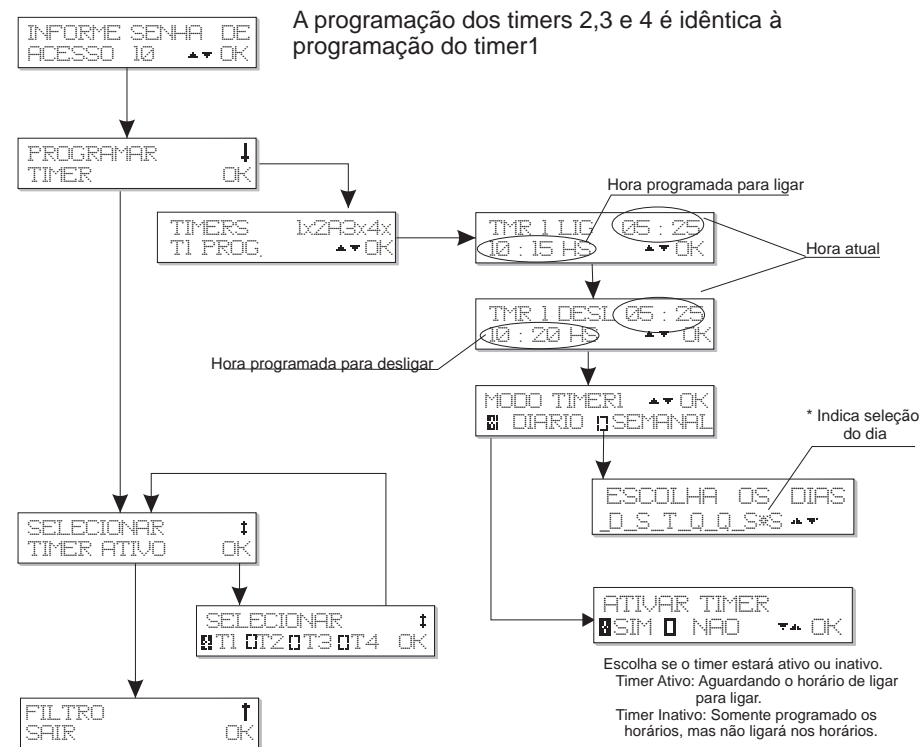 A programação dos timers 2,3 e 4 é idêntica à
programação do timer1
INFORME SENHA DE
ACESSO 10 OK
PROGRAMAR
TIMER OK
TIMERS 1x2A3x4x
T1 PROG. OK
Hora programada para ligar
TMR 1 LIG 05 : 25
10 : 15 HS OK
Hora atual
TMR 1 DESL 05 : 25
10 : 20 HS OK
Hora programada para desligar
MODO TIMER1 OK
DIARIO SEMANAL
* Indica seleção
do dia
ESCOLHA OS DIAS
_D_S_T_Q_Q_S*S
SELECIONAR
TIMER ATIVO OK
SELECIONAR
T1 T2 T3 T4 OK
ATIVAR TIMER
SIM NAO OK
Escolha se o timer estará ativo ou inativo.
Timer Ativo: Aguardando o horário de ligar
para ligar.
Timer Inativo: Somente programado os
horários, mas não ligará nos horários.
FILTRO
SAIR OK